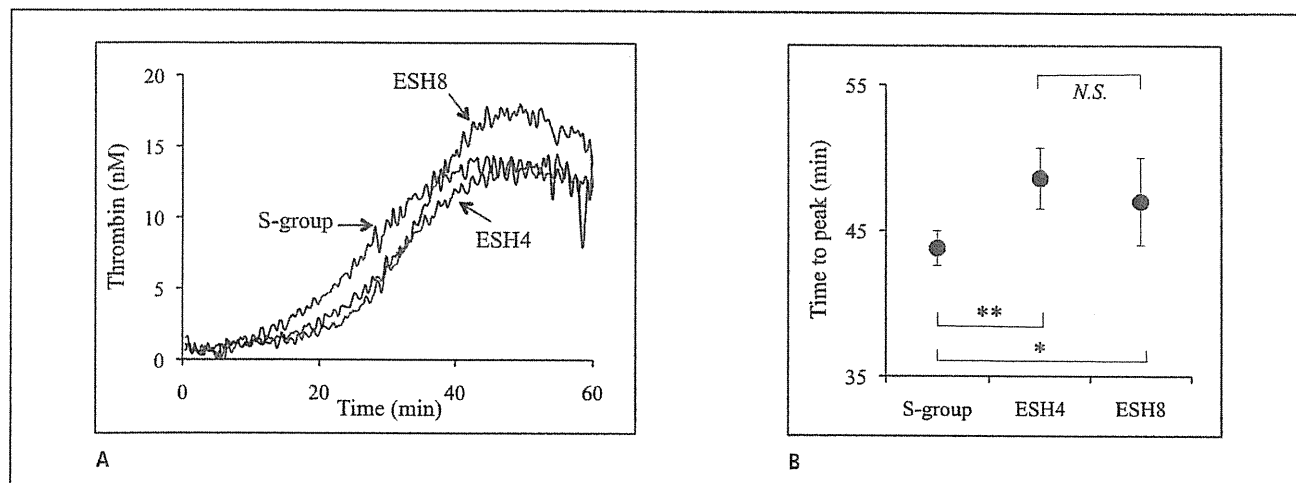 20
15
10
5
0
Thrombin (nM)
ESH8
S-group
ESH4
0
20
40
60
Time (min)
A
55
45
35
Time to peak (min)
N.S.
**
*
S-group
ESH4
ESH8
B